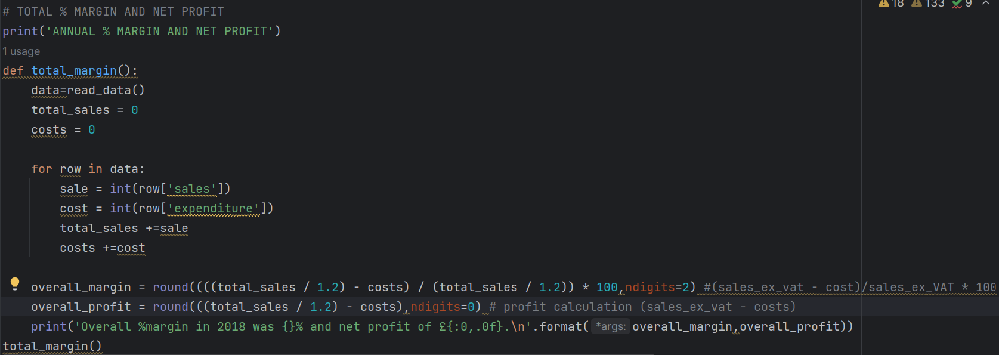 # TOTAL % MARGIN AND NET PROFIT
18 133 9
print('ANNUAL % MARGIN AND NET PROFIT')
1 usage
def total_margin():
    data=read_data()
    total_sales = 0
    costs = 0
    for row in data:
        sale = int(row['sales'])
        cost = int(row['expenditure'])
        total_sales +=sale
        costs +=cost
    overall_margin = round((((total_sales / 1.2) - costs) / (total_sales / 1.2)) * 100,ndigits=2) #(sales_ex_vat - cost)/sales_ex_VAT * 100
    overall_profit = round(((total_sales / 1.2) - costs),ndigits=0) # profit calculation (sales_ex_vat - costs)
    print('Overall %margin in 2018 was {}% and net profit of £{:0,.0f}.\n'.format( *args: overall_margin,overall_profit))
total_margin()